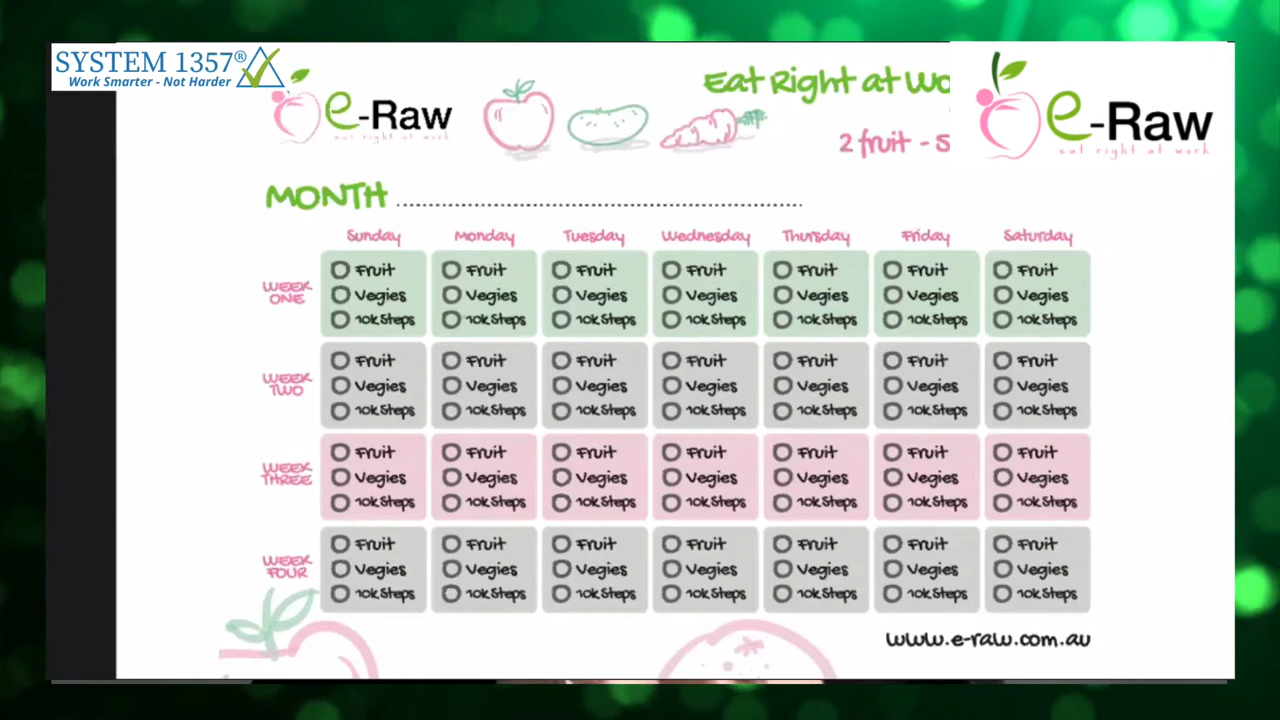 SYSTEM 1357®
Work Smarter - Not Harder
e-Raw
eat right at work
Eat Right at Wo
2 fruit - 5
e-Raw
eat right at work
MONTH
Sunday Monday Tuesday Wednesday Thursday Friday Saturday
WEEK ONE
Fruit Fruit Fruit Fruit Fruit Fruit Fruit
Vegies Vegies Vegies Vegies Vegies Vegies Vegies
10k Steps 10k Steps 10k Steps 10k Steps 10k Steps 10k Steps 10k Steps
WEEK TWO
Fruit Fruit Fruit Fruit Fruit Fruit Fruit
Vegies Vegies Vegies Vegies Vegies Vegies Vegies
10k Steps 10k Steps 10k Steps 10k Steps 10k Steps 10k Steps 10k Steps
WEEK THREE
Fruit Fruit Fruit Fruit Fruit Fruit Fruit
Vegies Vegies Vegies Vegies Vegies Vegies Vegies
10k Steps 10k Steps 10k Steps 10k Steps 10k Steps 10k Steps 10k Steps
WEEK FOUR
Fruit Fruit Fruit Fruit Fruit Fruit Fruit
Vegies Vegies Vegies Vegies Vegies Vegies Vegies
10k Steps 10k Steps 10k Steps 10k Steps 10k Steps 10k Steps 10k Steps
www.e-raw.com.au